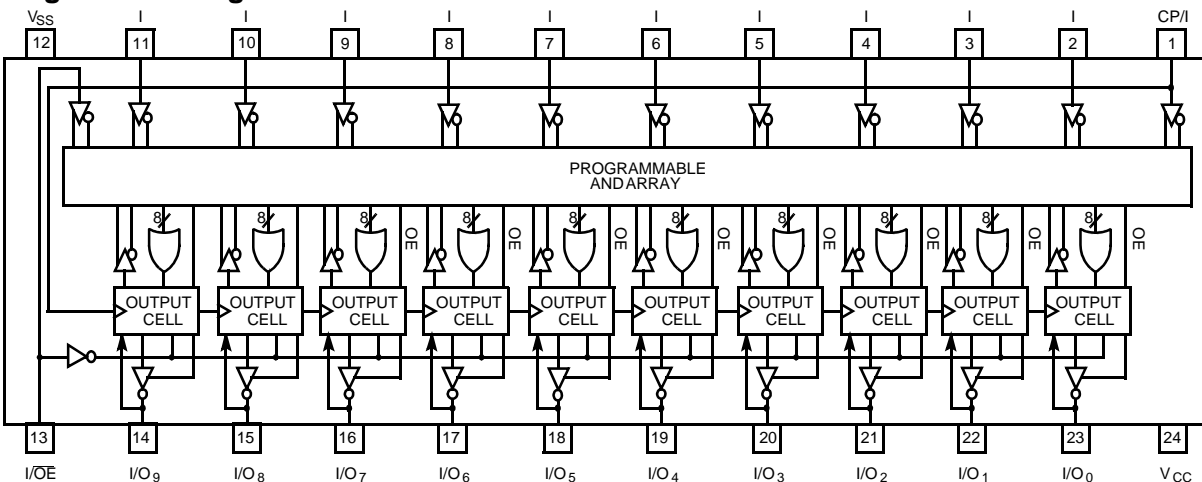 VSS I I I I I I I I I I CP/I
12 11 10 9 8 7 6 5 4 3 2 1
PROGRAMMABLE
AND ARRAY
8 8 8 8 8 8 8 8 8 8
OE OE OE OE OE OE OE OE
OUTPUT CELL
OUTPUT CELL
OUTPUT CELL
OUTPUT CELL
OUTPUT CELL
OUTPUT CELL
OUTPUT CELL
OUTPUT CELL
OUTPUT CELL
OUTPUT CELL
13 14 15 16 17 18 19 20 21 22 23 24
I/OE I/O9 I/O8 I/O7 I/O6 I/O5 I/O4 I/O3 I/O2 I/O1 I/O0 VCC